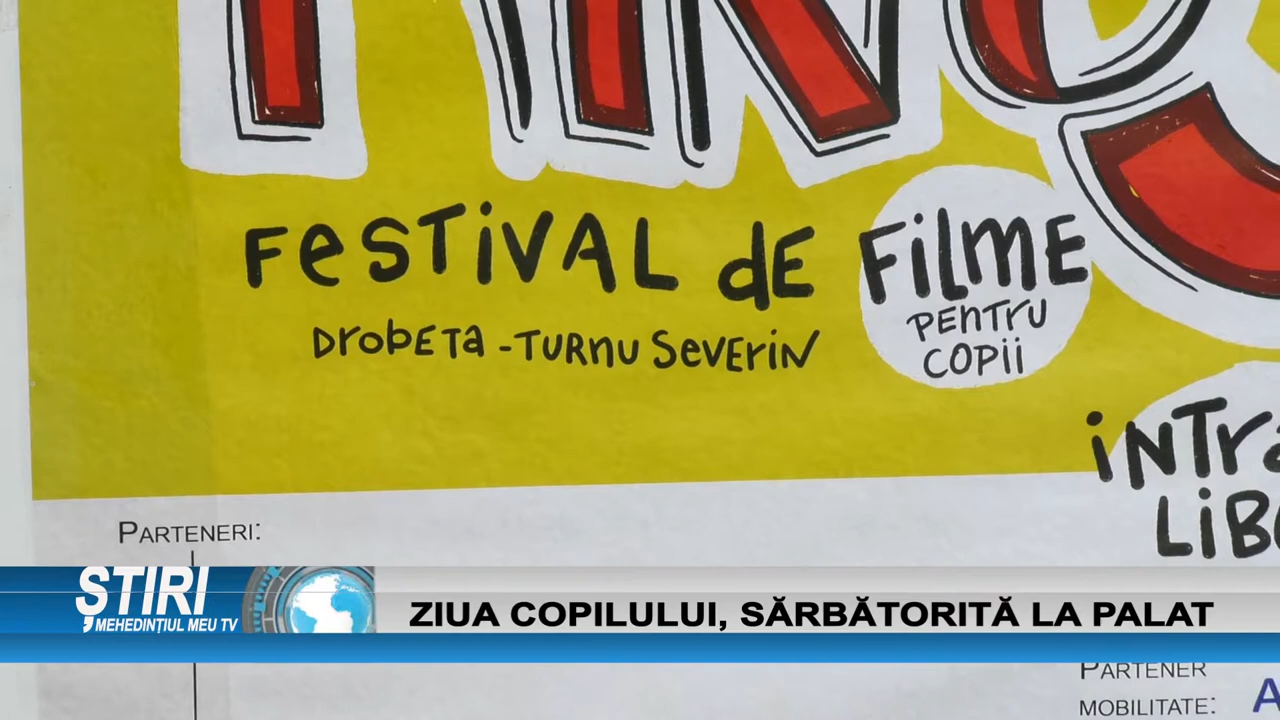 FESTIVAL de FILME
PENTRU
COPII
DROBETA - TURNU SEVERIN
INTRA
LIB
PARTENERI:
ȘTIRI
MEHEDINȚIUL MEU TV
ZIUA COPILULUI, SĂRBĂTORITĂ LA PALAT
PARTENER
MOBILITATE: A